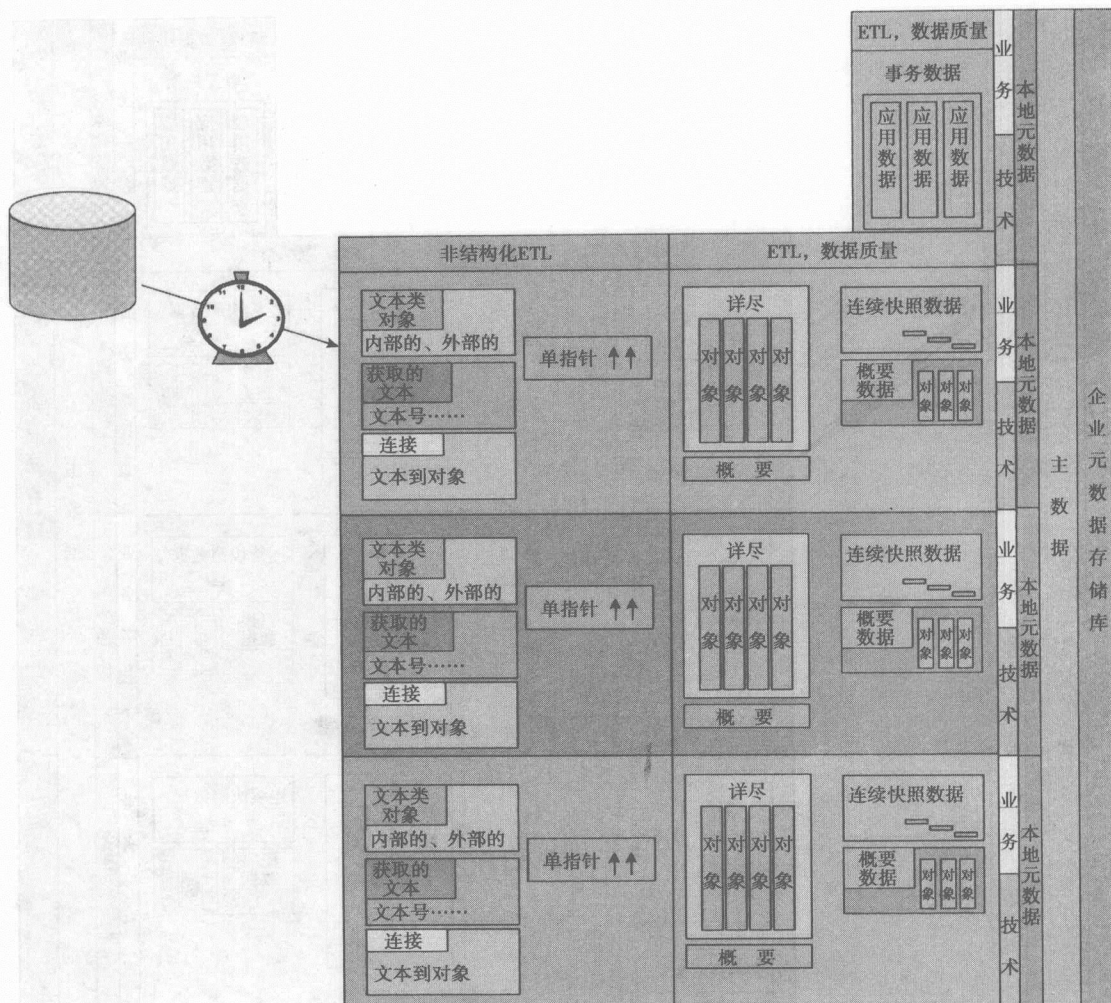 ETL，数据质量
事务数据
应用数据
应用数据
应用数据
业务
技术
本地元数据
非结构化ETL
ETL，数据质量
文本类
对象
内部的、外部的
获取的
文本
文本号……
连接
文本到对象
单指针
详尽
对象
对象
对象
对象
概 要
连续快照数据
概要
数据
对象
对象
对象
业务
技术
本地元数据
文本类
对象
内部的、外部的
获取的
文本
文本号……
连接
文本到对象
单指针
详尽
对象
对象
对象
对象
概 要
连续快照数据
概要
数据
对象
对象
对象
业务
技术
本地元数据
文本类
对象
内部的、外部的
获取的
文本
文本号……
连接
文本到对象
单指针
详尽
对象
对象
对象
对象
概 要
连续快照数据
概要
数据
对象
对象
对象
业务
技术
本地元数据
主数据
企业元数据存储库